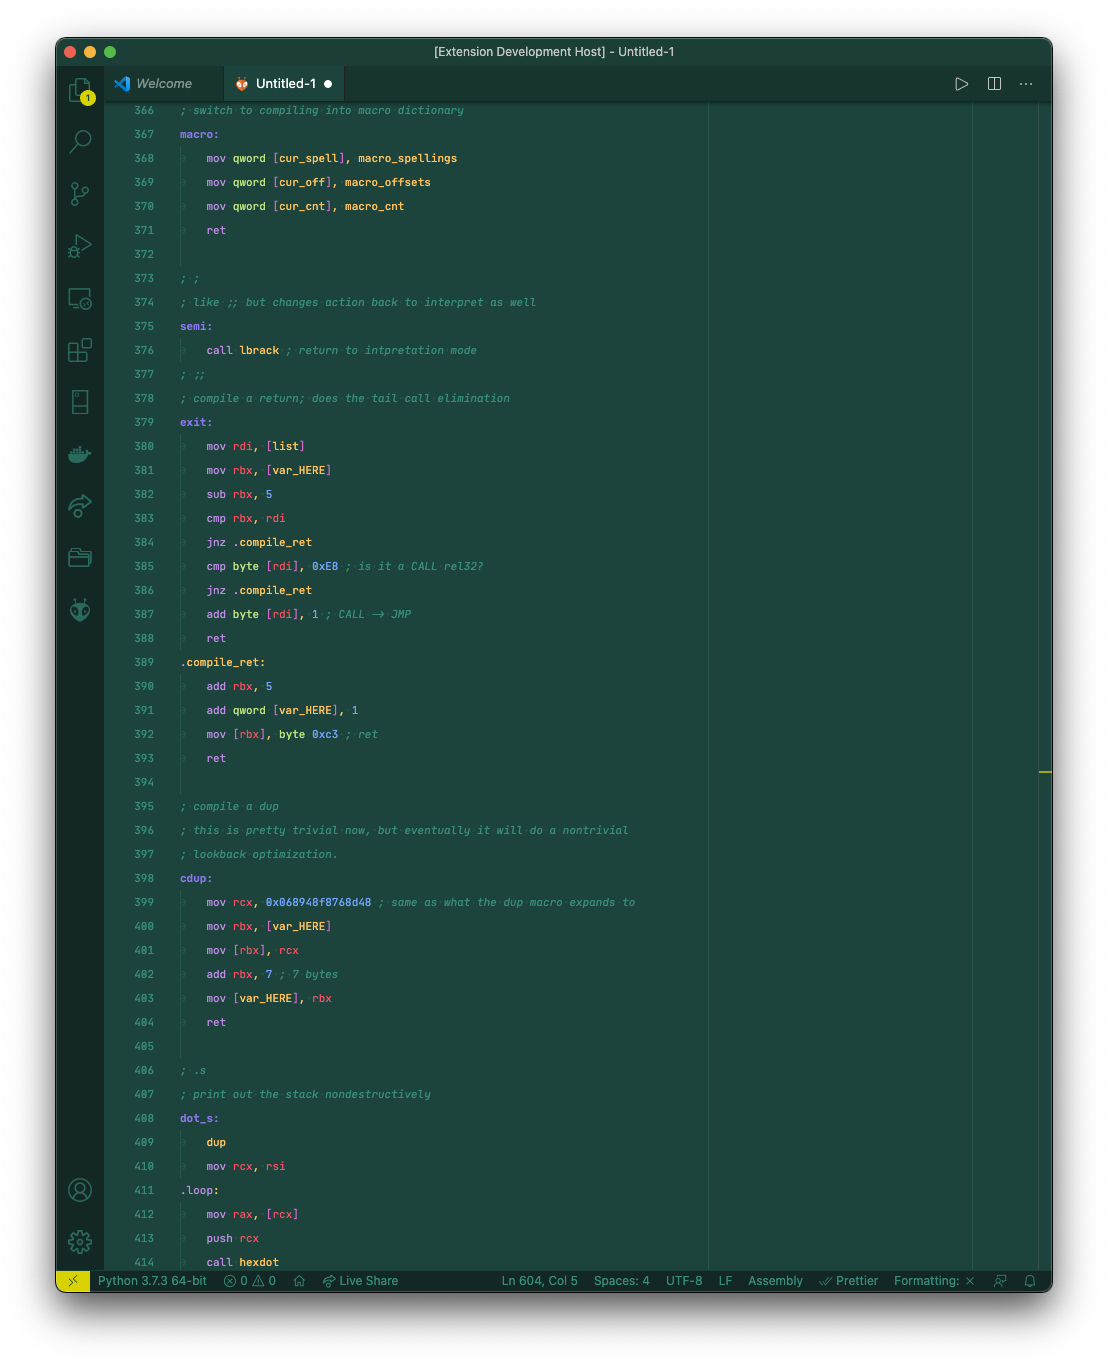 [Extension Development Host] - Untitled-1
Welcome
Untitled-1
1
366 ; switch to compiling into macro dictionary
367 macro:
368 mov qword [cur_spell], macro_spellings
369 mov qword [cur_off], macro_offsets
370 mov qword [cur_cnt], macro_cnt
371 ret
372
373 ; ;
374 ; like ;; but changes action back to interpret as well
375 semi:
376 call lbrack ; return to intpretation mode
377 ; ;;
378 ; compile a return; does the tail call elimination
379 exit:
380 mov rdi, [list]
381 mov rbx, [var_HERE]
382 sub rbx, 5
383 cmp rbx, rdi
384 jnz .compile_ret
385 cmp byte [rdi], 0xE8 ; is it a CALL rel32?
386 jnz .compile_ret
387 add byte [rdi], 1 ; CALL -> JMP
388 ret
389 .compile_ret:
390 add rbx, 5
391 add qword [var_HERE], 1
392 mov [rbx], byte 0xc3 ; ret
393 ret
394
395 ; compile a dup
396 ; this is pretty trivial now, but eventually it will do a nontrivial
397 ; lookback optimization.
398 cdup:
399 mov rcx, 0x068948f8768d48 ; same as what the dup macro expands to
400 mov rbx, [var_HERE]
401 mov [rbx], rcx
402 add rbx, 7 ; 7 bytes
403 mov [var_HERE], rbx
404 ret
405
406 ; .s
407 ; print out the stack nondestructively
408 dot_s:
409 dup
410 mov rcx, rsi
411 .loop:
412 mov rax, [rcx]
413 push rcx
414 call hexdot
Python 3.7.3 64-bit 0 0 Live Share Ln 604, Col 5 Spaces: 4 UTF-8 LF Assembly Prettier Formatting: ×